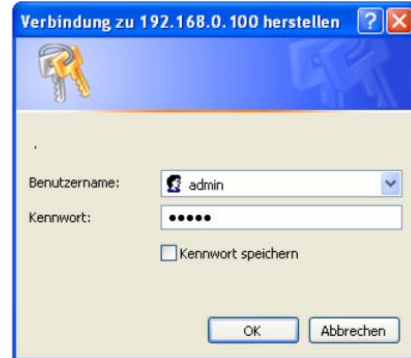 Verbindung zu 192.168.0.100 herstellen
.
Benutzername:
admin
Kennwort:
•••••
Kennwort speichern
OK
Abbrechen